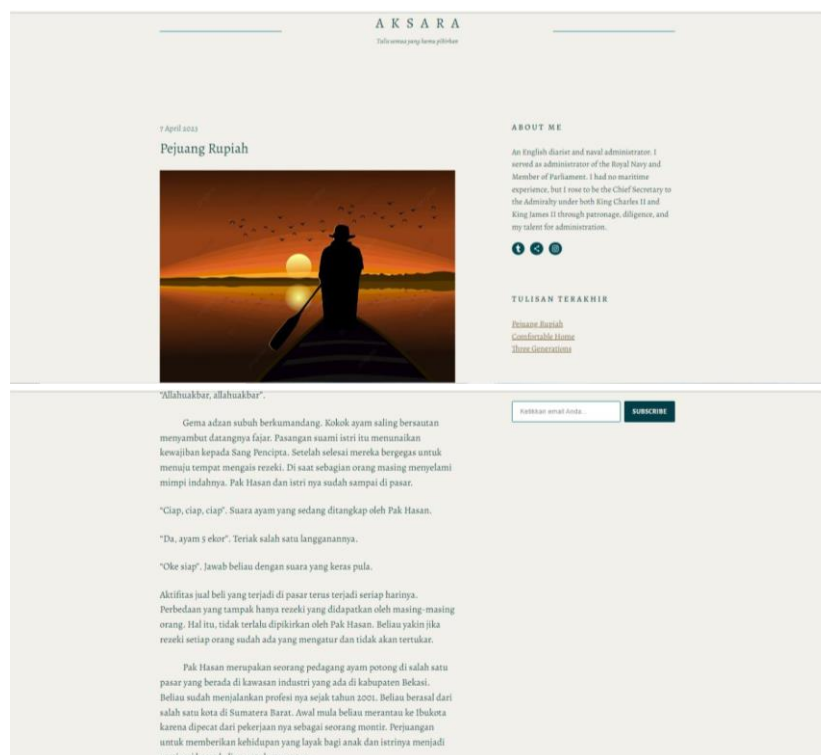 AKSARA
Tulis semua yang kamu pikirkan
7 April 2023
Pejuang Rupiah
"Allahuakbar, allahuakbar".
Gema adzan subuh berkumandang. Kokok ayam saling bersautan
menyambut datangnya fajar. Pasangan suami istri itu menunaikan
kewajiban kepada Sang Pencipta. Setelah selesai mereka bergegas untuk
menuju tempat mengais rezeki. Di saat sebagian orang masing menyelami
mimpi indahnya. Pak Hasan dan istri nya sudah sampai di pasar.
"Ciap, ciap, ciap". Suara ayam yang sedang ditangkap oleh Pak Hasan.
"Da, ayam 5 ekor". Teriak salah satu langganannya.
"Oke siap". Jawab beliau dengan suara yang keras pula.
Aktifitas jual beli yang terjadi di pasar terus terjadi seriap harinya.
Perbedaan yang tampak hanya rezeki yang didapatkan oleh masing-masing
orang. Hal itu, tidak terlalu dipikirkan oleh Pak Hasan. Beliau yakin jika
rezeki setiap orang sudah ada yang mengatur dan tidak akan tertukar.
Pak Hasan merupakan seorang pedagang ayam potong di salah satu
pasar yang berada di kawasan industri yang ada di kabupaten Bekasi.
Beliau sudah menjalankan profesi nya sejak tahun 2001. Beliau berasal dari
salah satu kota di Sumatera Barat. Awal mula beliau merantau ke Ibukota
karena dipecat dari pekerjaan nya sebagai seorang montir. Perjuangan
untuk memberikan kehidupan yang layak bagi anak dan istrinya menjadi
ABOUT ME
An English diarist and naval administrator. I
served as administrator of the Royal Navy and
Member of Parliament. I had no maritime
experience, but I rose to be the Chief Secretary to
the Admiralty under both King Charles II and
King James II through patronage, diligence, and
my talent for administration.
TULISAN TERAKHIR
Pejuang Rupiah
Comfortable Home
Three Generations
Ketikkan email Anda...
SUBSCRIBE